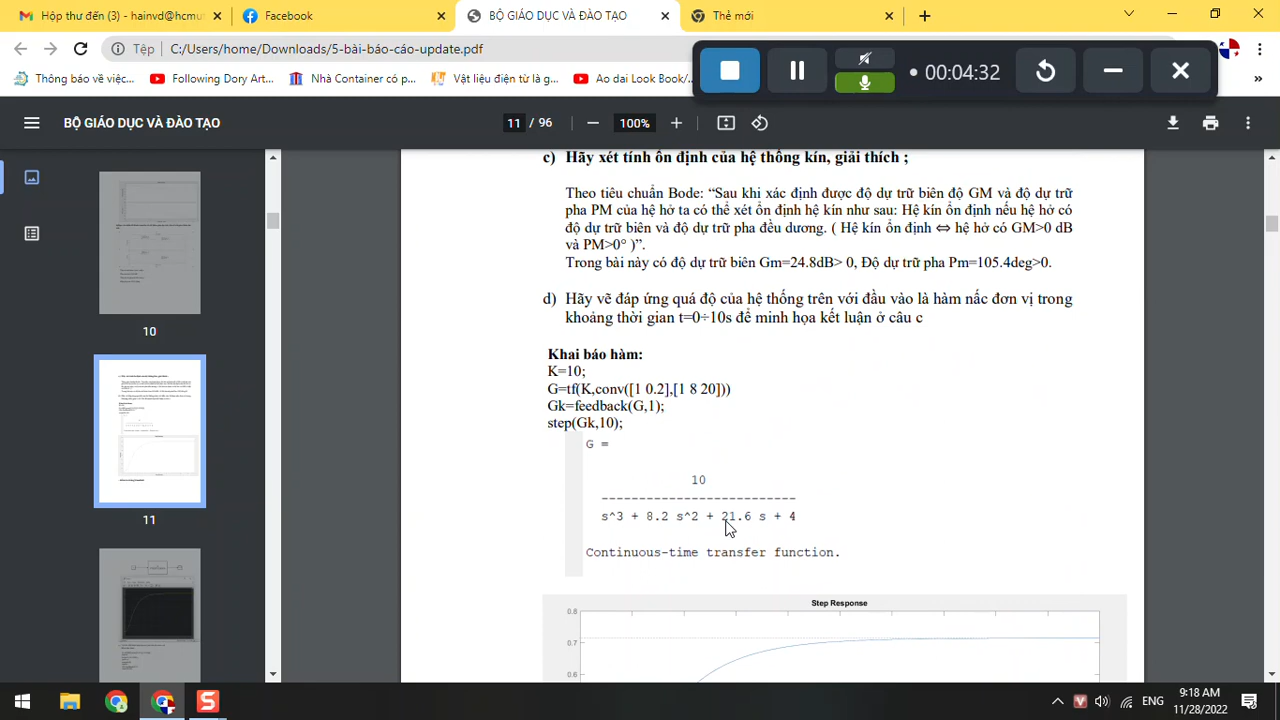 Hộp thư đến (3) - hainvd@hcmu
Facebook
BỘ GIÁO DỤC VÀ ĐÀO TẠO
Thẻ mới
Tệp
C:/Users/home/Downloads/5-bài-báo-cáo-update.pdf
00:04:32
Thông báo về việc...
Following Dory Art...
Nhà Container có p...
Vật liệu điện từ là g...
Ao dai Look Book/...
»
BỘ GIÁO DỤC VÀ ĐÀO TẠO
11 / 96
100%
10
11
c) Hãy xét tính ổn định của hệ thống kín, giải thích ;
Theo tiêu chuẩn Bode: “Sau khi xác định được độ dự trữ biên độ GM và độ dự trữ
pha PM của hệ hở ta có thể xét ổn định hệ kín như sau: Hệ kín ổn định nếu hệ hở có
độ dự trữ biên và độ dự trữ pha đều dương. ( Hệ kín ổn định ⇔ hệ hở có GM>0 dB
và PM>0° )”.
Trong bài này có độ dự trữ biên Gm=24.8dB> 0, Độ dự trữ pha Pm=105.4deg>0.
d) Hãy vẽ đáp ứng quá độ của hệ thống trên với đầu vào là hàm nấc đơn vị trong
khoảng thời gian t=0÷10s để minh họa kết luận ở câu c
Khai báo hàm:
K=10;
G=tf(K,conv([1 0.2],[1 8 20]))
Gk=feedback(G,1);
step(Gk,10);
G =
10
---------------------------
s^3 + 8.2 s^2 + 21.6 s + 4
Continuous-time transfer function.
Step Response
0.8
0.7
0.6
ENG
9:18 AM
11/28/2022